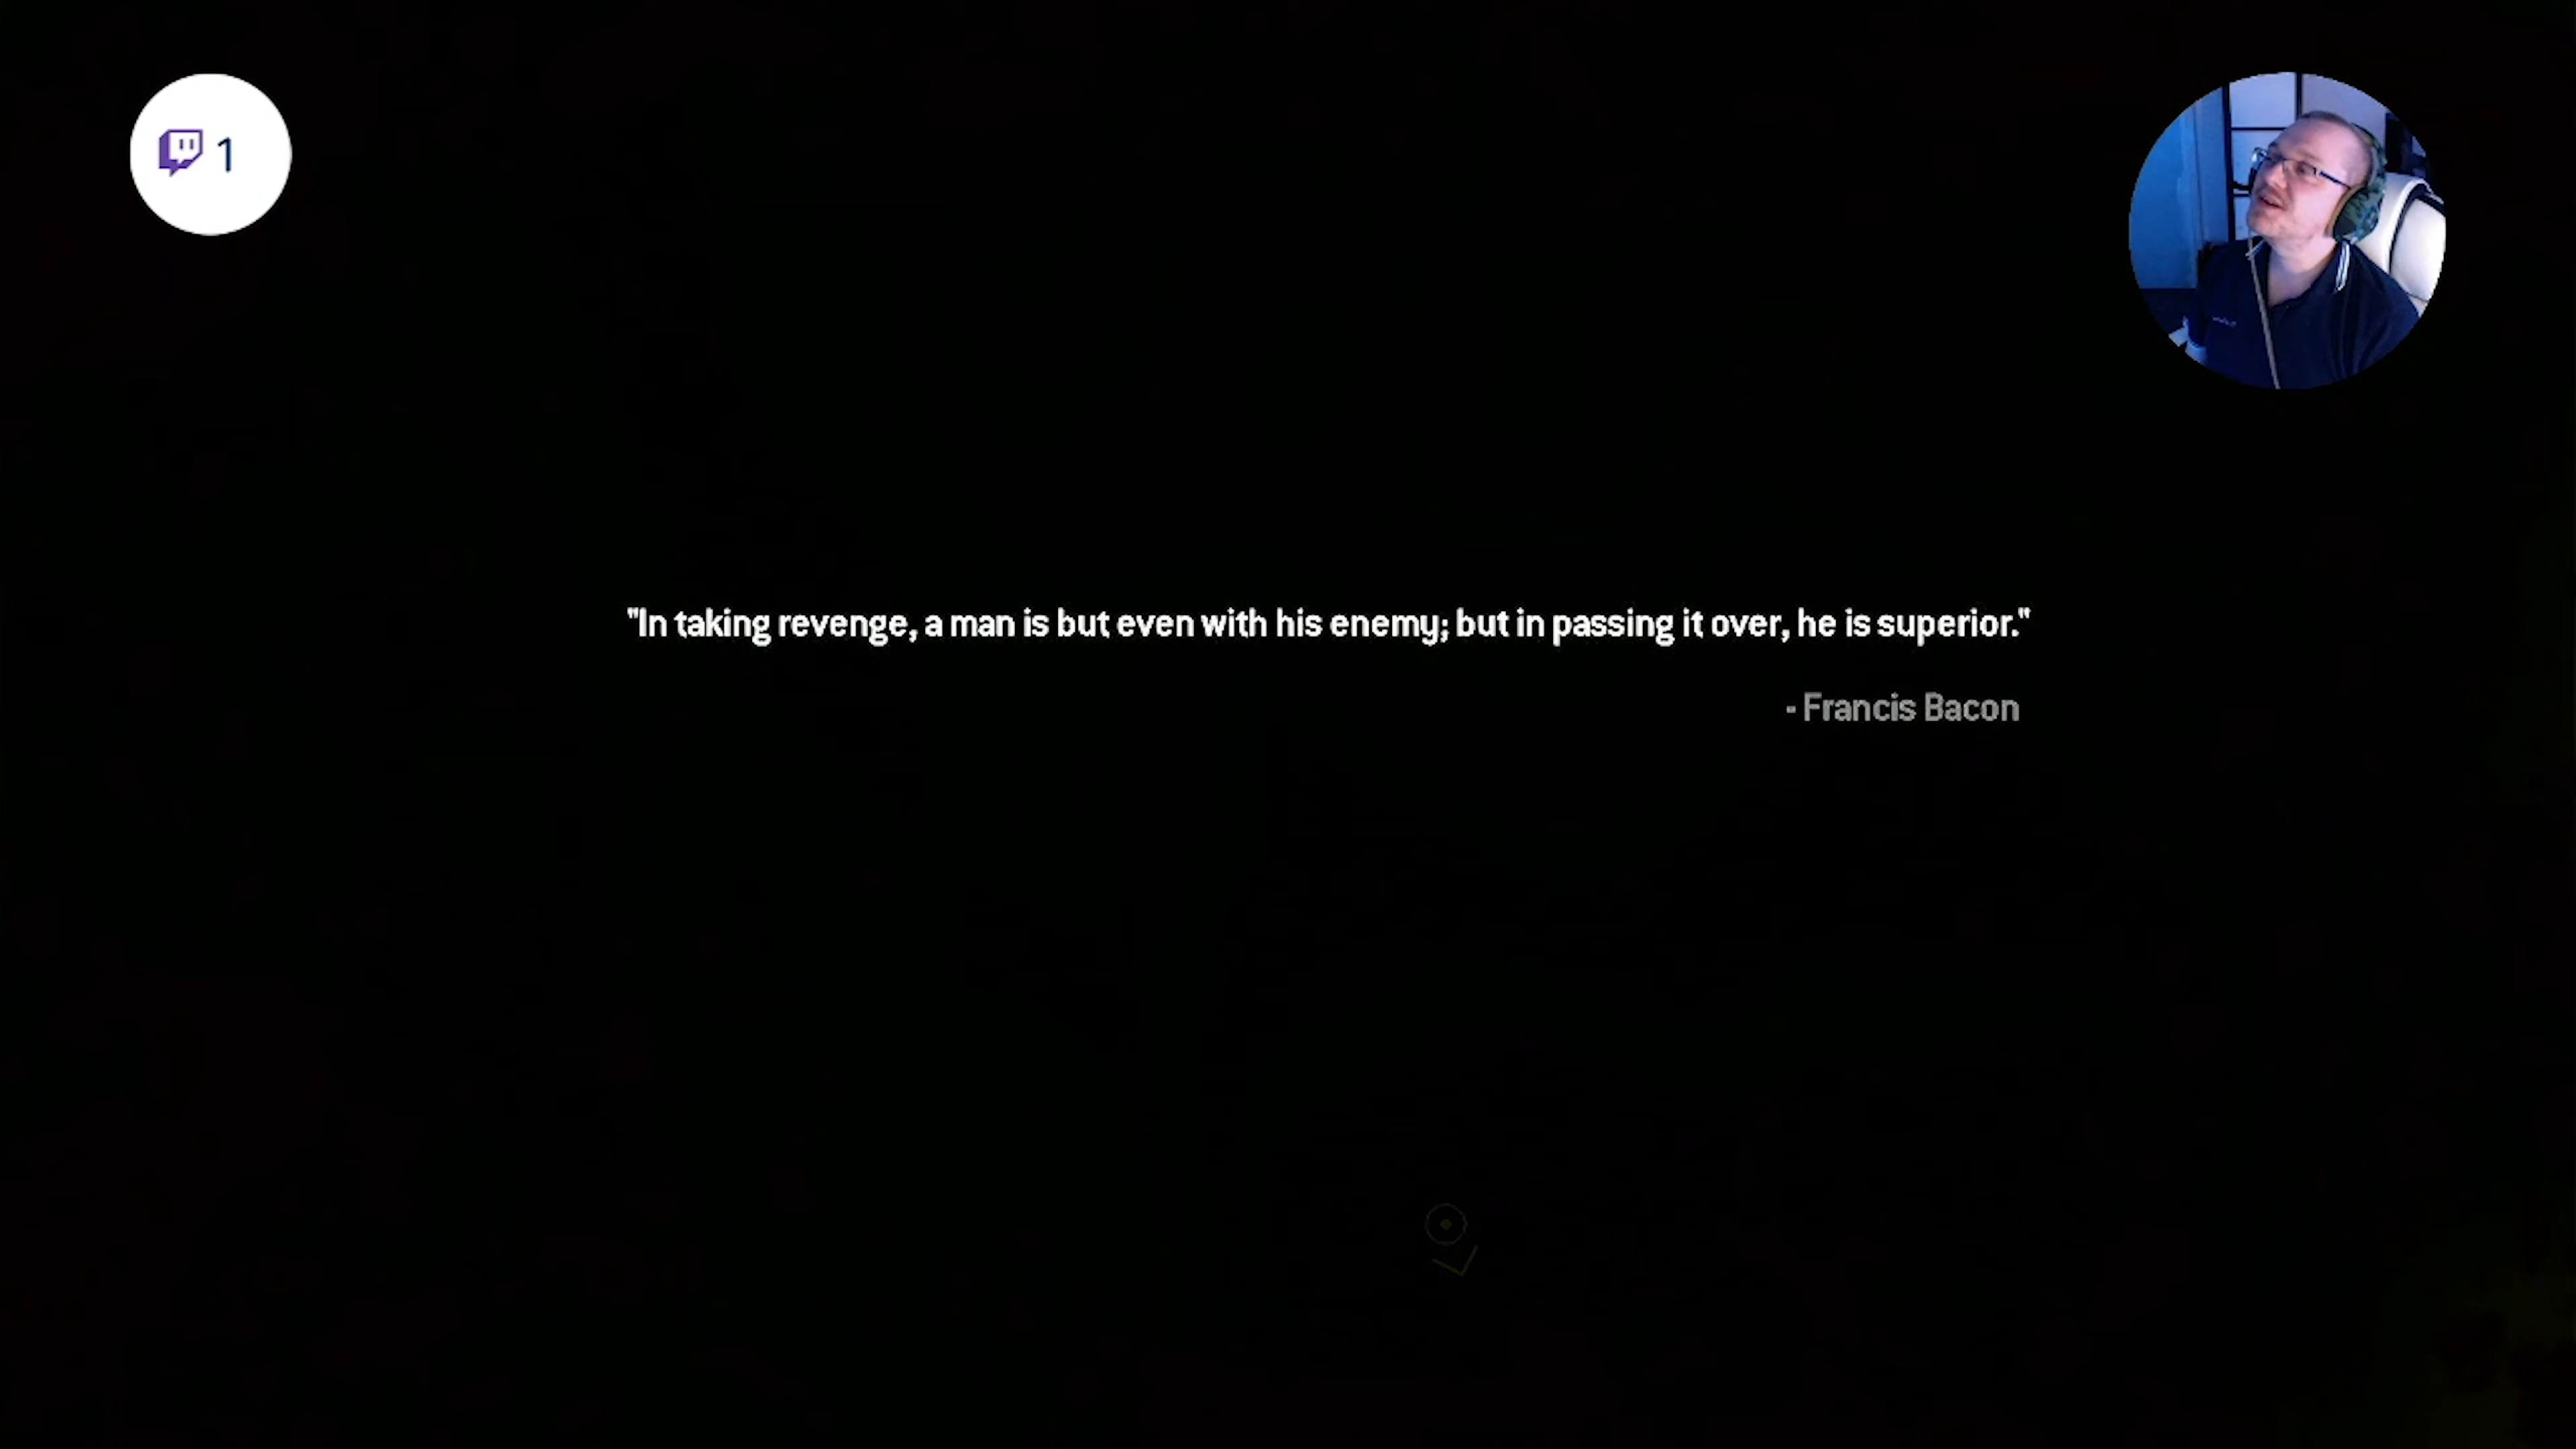 1
"In taking revenge, a man is but even with his enemy; but in passing it over, he is superior."
- Francis Bacon